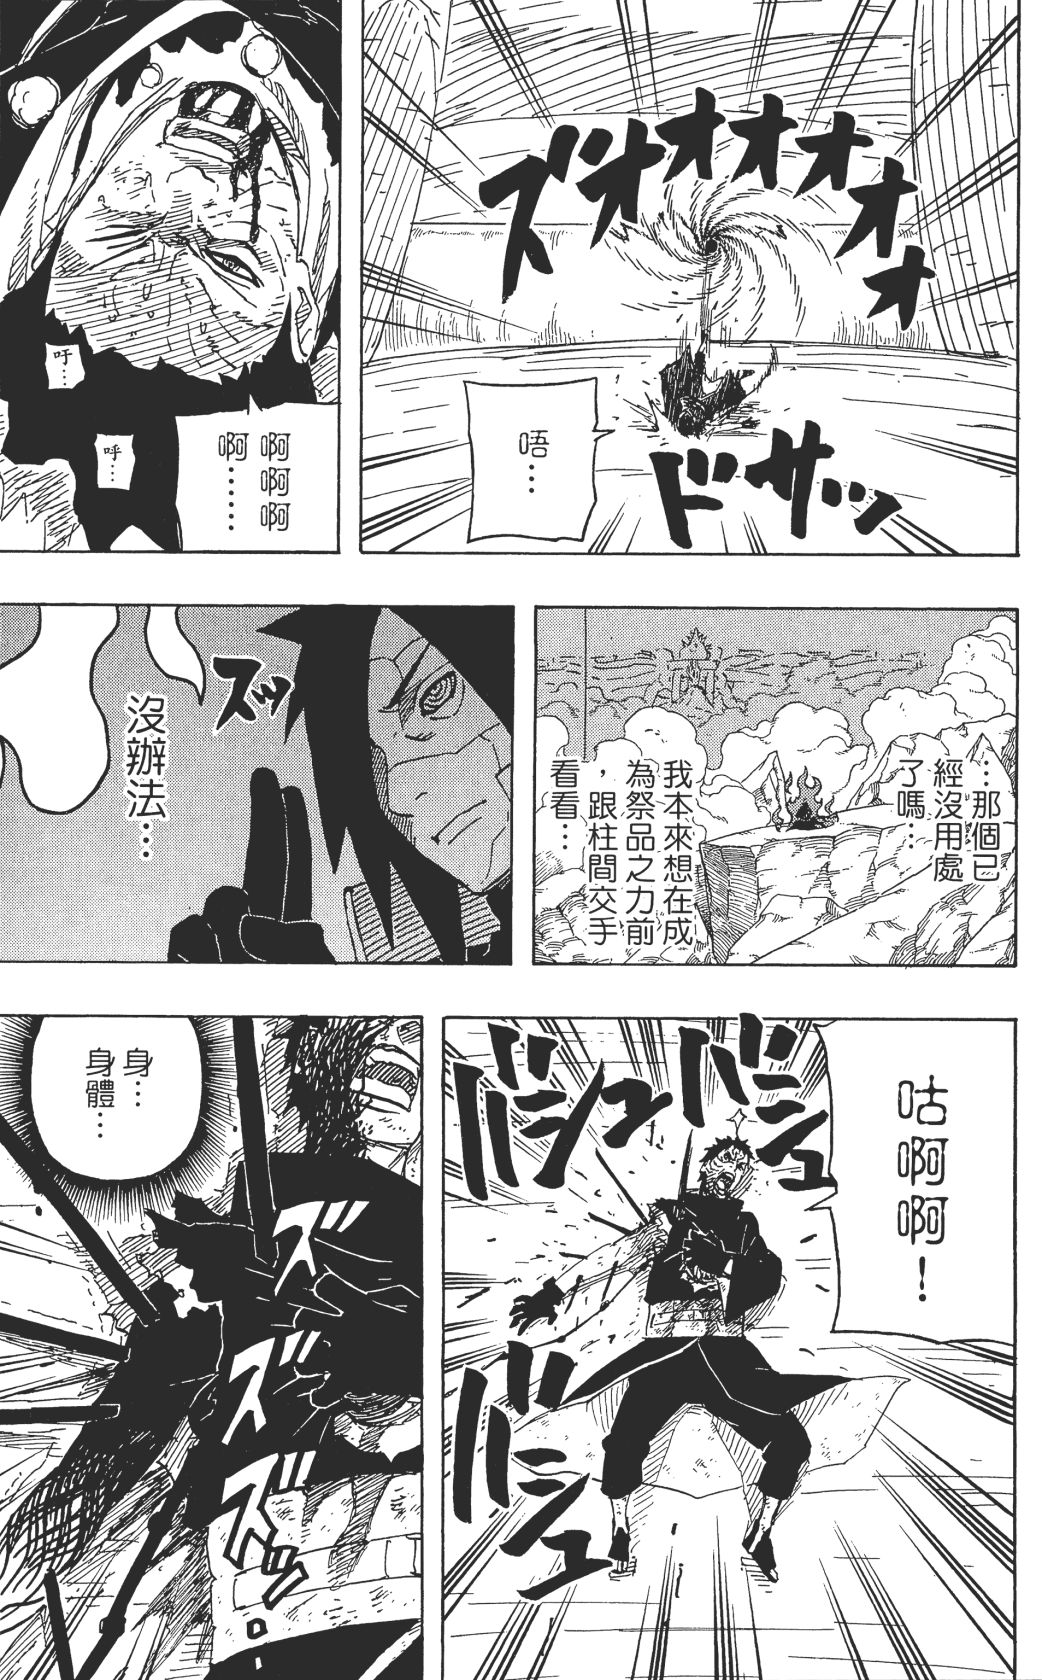 ズオオオオオオ
唔…
ドサッ
啊啊啊
啊……
呼…
呼…
…那個已
經沒用處
了嗎…
我本來想在成
為祭品之力前
，跟柱間交手
看看…
ズッ
沒辦法…
咕啊啊！
バシュ
バシュ
バシュ
身…
身體…
ズ
ズ
ズ…